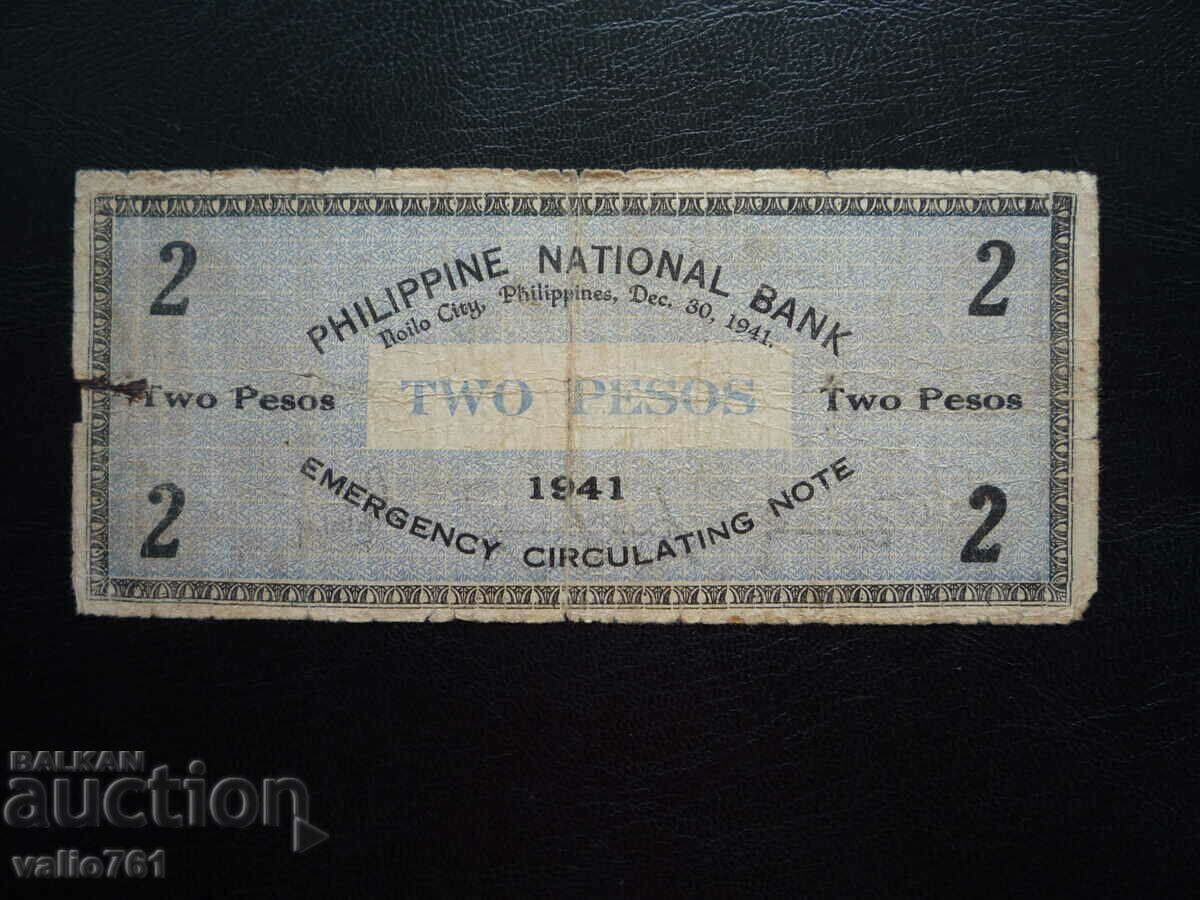 2 2
PHILIPPINE NATIONAL BANK
Iloilo City, Philippines, Dec. 30, 1941.
Two Pesos TWO PESOS Two Pesos
1941
EMERGENCY CIRCULATING NOTE
2 2
BALKAN
auction
valio761